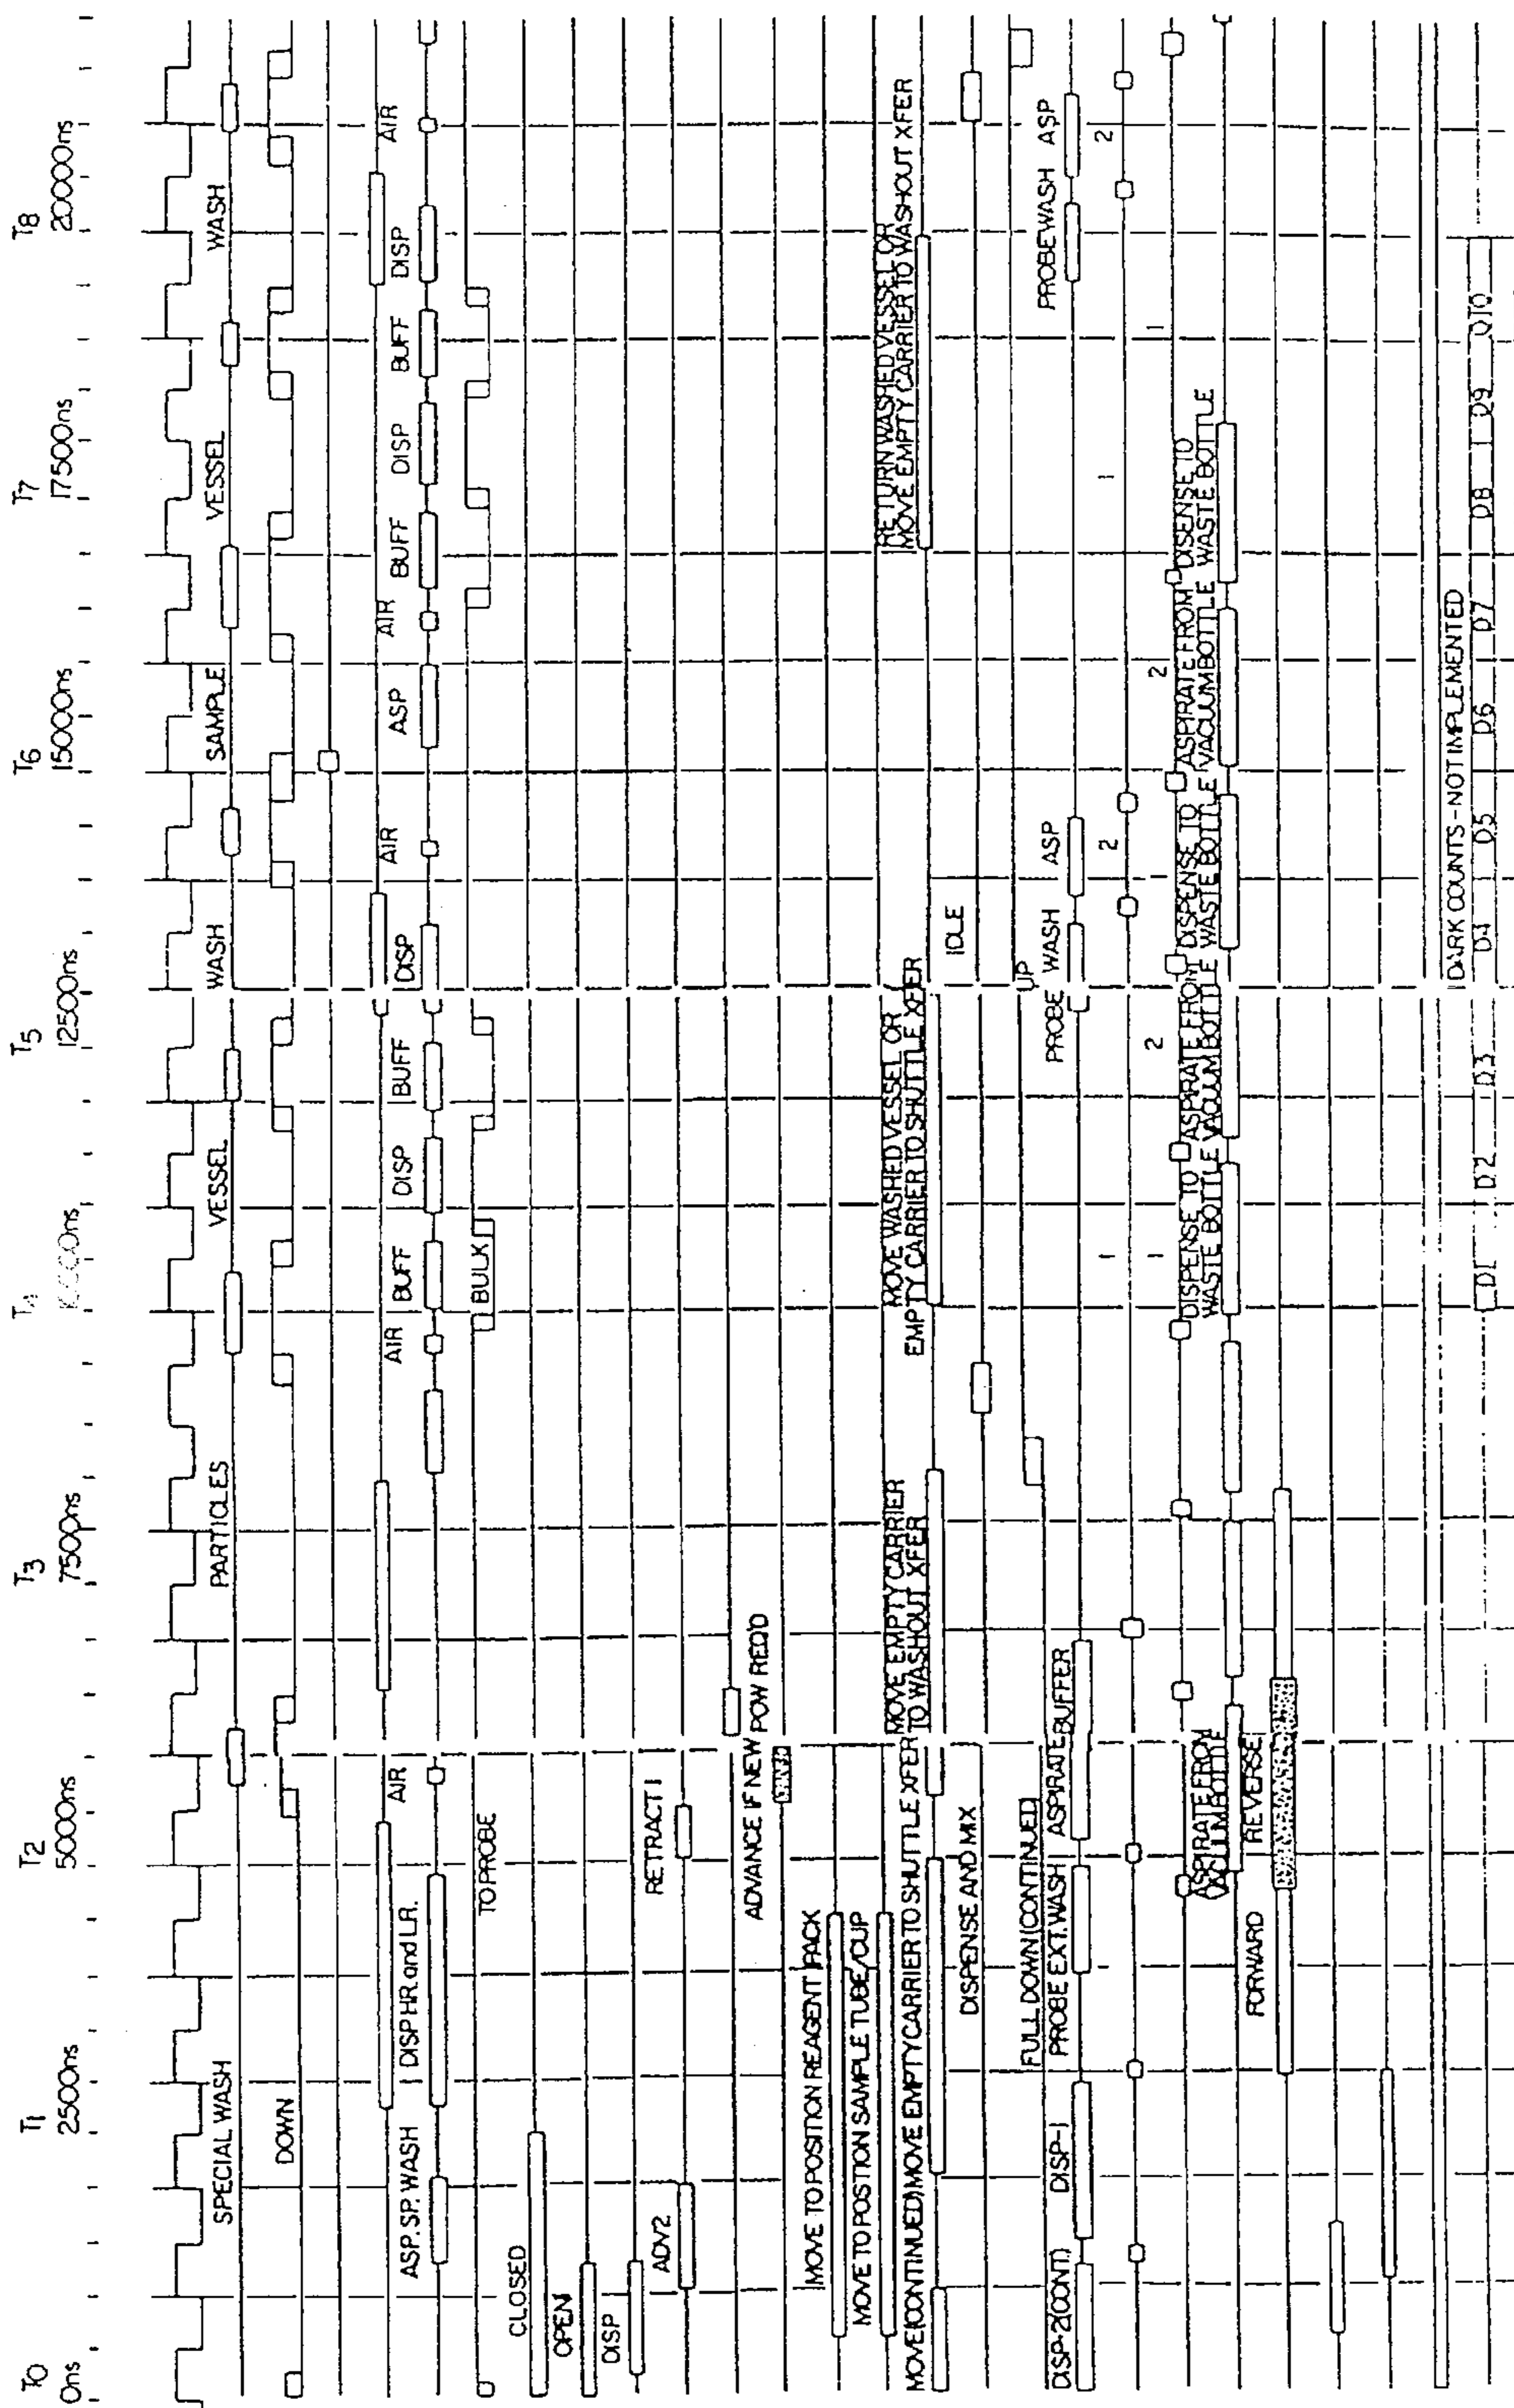 T0 T1 T2 T3 T4 T5 T6 T7 T8
0ns 2500ns 5000ns 7500ns 12500ns 15000ns 17500ns 20000ns
SPECIAL WASH PARTICLES VESSEL WASH SAMPLE VESSEL WASH
DOWN
ASP. SP. WASH DISP HR. and L.R. AIR AIR BUFF DISP BUFF DISP AIR ASP AIR BUFF DISP BUFF DISP AIR
TO PROBE BULK
CLOSED
OPEN
DISP
ADV2 RETRACT 1
ADVANCE IF NEW POW REQ'D
MOVE TO POSITION REAGENT PACK
MOVE TO POSITION SAMPLE TUBE/CUP
MOVE(CONTINUED) MOVE EMPTY CARRIER TO SHUTTLE XFER MOVE EMPTY CARRIER TO WASHOUT XFER MOVE WASHED VESSEL OR EMPTY CARRIER TO SHUTTLE XFER RETURN WASHED VESSEL OR MOVE EMPTY CARRIER TO WASHOUT XFER
DISPENSE AND MIX IDLE
FULL DOWN (CONTINUED) UP
DISP-2(CONT) DISP-1 PROBE EXT. WASH ASPIRATE BUFFER PROBE WASH ASP PROBE WASH ASP
1 2 1 2
1 2 1 2 1
ASPIRATE FROM VACUUM BOTTLE DISPENSE TO WASTE BOTTLE ASPIRATE FROM VACUUM BOTTLE DISPENSE TO WASTE BOTTLE ASPIRATE FROM VACUUM BOTTLE DISENSE TO WASTE BOTTLE
FORWARD REVERSE
DARK COUNTS - NOT IMPLEMENTED
D1 D2 D3 D4 D5 D6 D7 D8 D9 D10